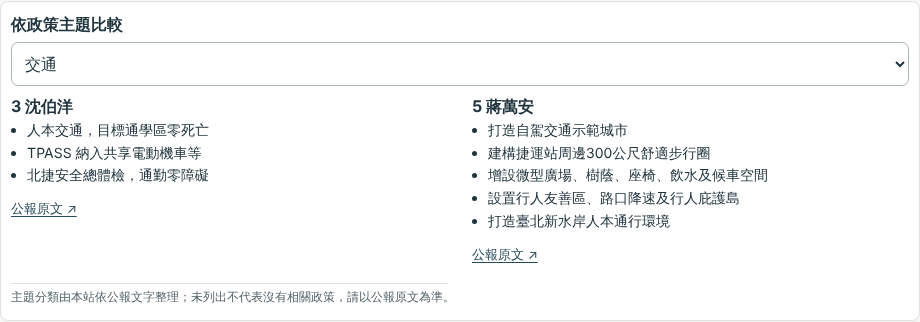 依政策主題比較
交通
3 沈伯洋
人本交通，目標通學區零死亡
TPASS 納入共享電動機車等
北捷安全總體檢，通勤零障礙
公報原文 ↗
5 蔣萬安
打造自駕交通示範城市
建構捷運站周邊300公尺舒適步行圈
增設微型廣場、樹蔭、座椅、飲水及候車空間
設置行人友善區、路口降速及行人庇護島
打造臺北新水岸人本通行環境
公報原文 ↗
主題分類由本站依公報文字整理；未列出不代表沒有相關政策，請以公報原文為準。